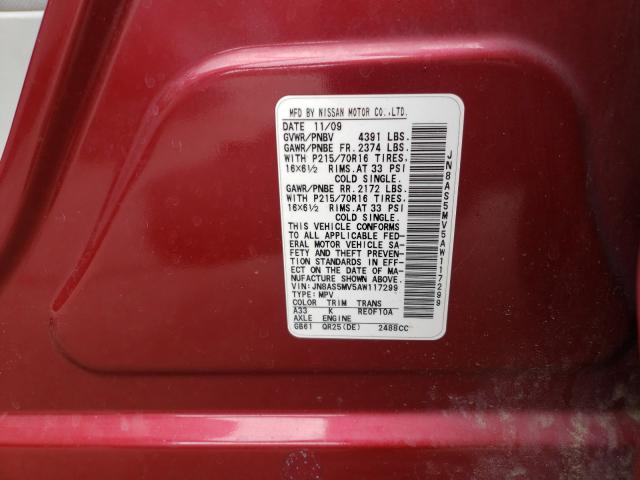 MFD BY NISSAN MOTOR CO.,LTD.
DATE 11/09
GVWR/PNBV 4391 LBS.
GAWR/PNBE FR. 2374 LBS.
WITH P215/70R16 TIRES,
16X6½ RIMS, AT 33 PSI
COLD SINGLE.
GAWR/PNBE RR. 2172 LBS.
WITH P215/70R16 TIRES,
16X6½ RIMS, AT 33 PSI
COLD SINGLE.
THIS VEHICLE CONFORMS
TO ALL APPLICABLE FED-
ERAL MOTOR VEHICLE SA-
FETY AND THEFT PREVEN-
TION STANDARDS IN EFFE-
CT ON THE DATE OF MA-
NUFACTURE SHOWN ABOVE.
VIN: JN8AS5MV5AW117299
TYPE: MPV
COLOR TRIM TRANS
A33 K RE0F10A
AXLE ENGINE
GB61 QR25(DE) 2488CC
JN8AS5MV5AW117299